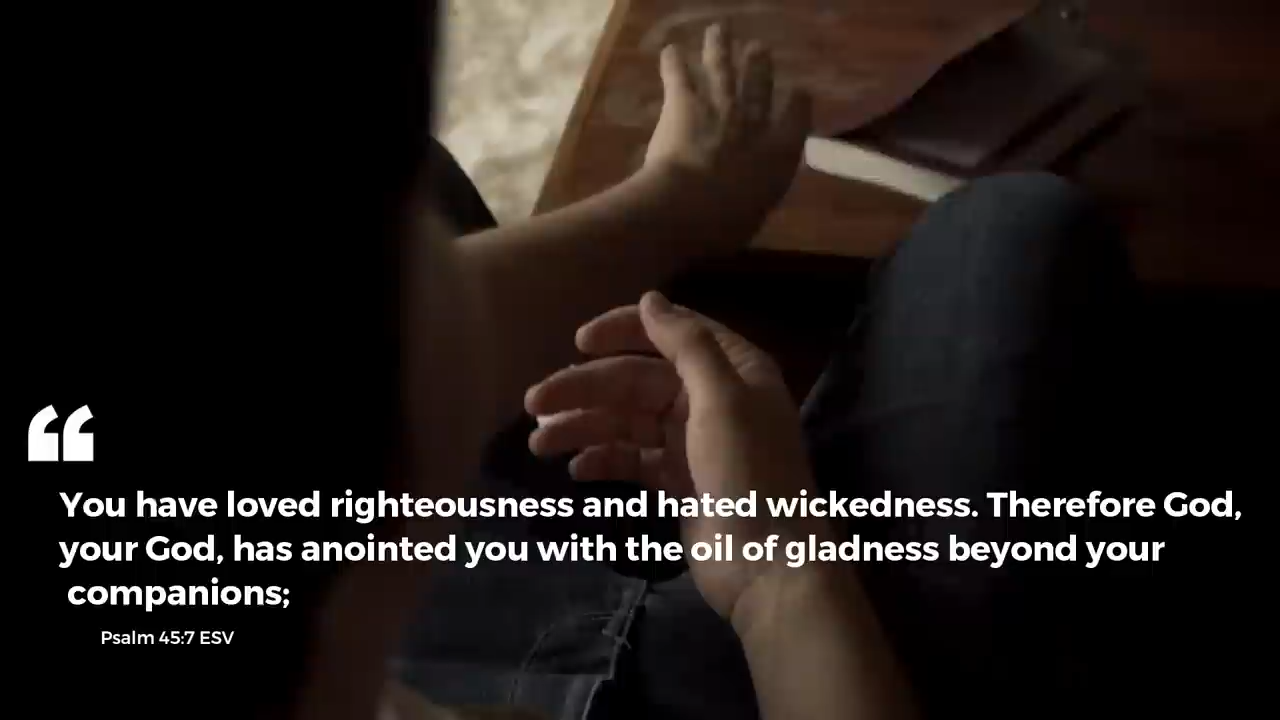 “
You have loved righteousness and hated wickedness. Therefore God,
your God, has anointed you with the oil of gladness beyond your
companions;
Psalm 45:7 ESV